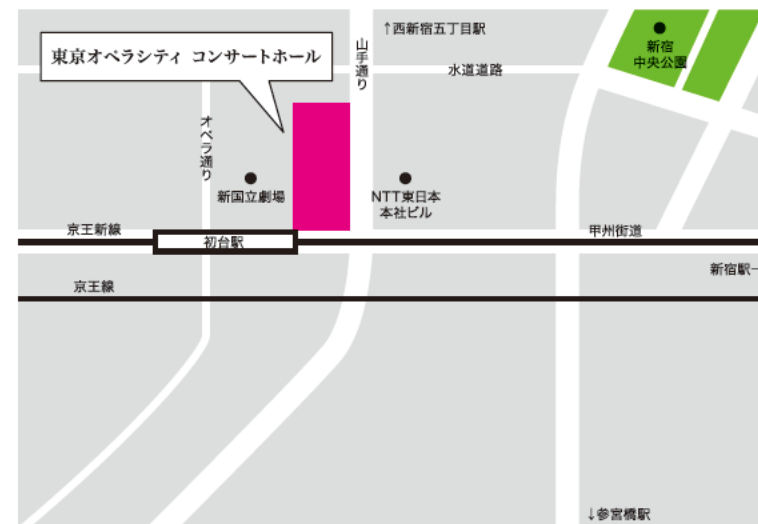 ↑西新宿五丁目駅
東京オペラシティ コンサートホール
山手通り
水道道路
新宿
中央公園
オペラ通り
新国立劇場
NTT東日本
本社ビル
京王新線
初台駅
甲州街道
新宿駅→
京王線
↓参宮橋駅